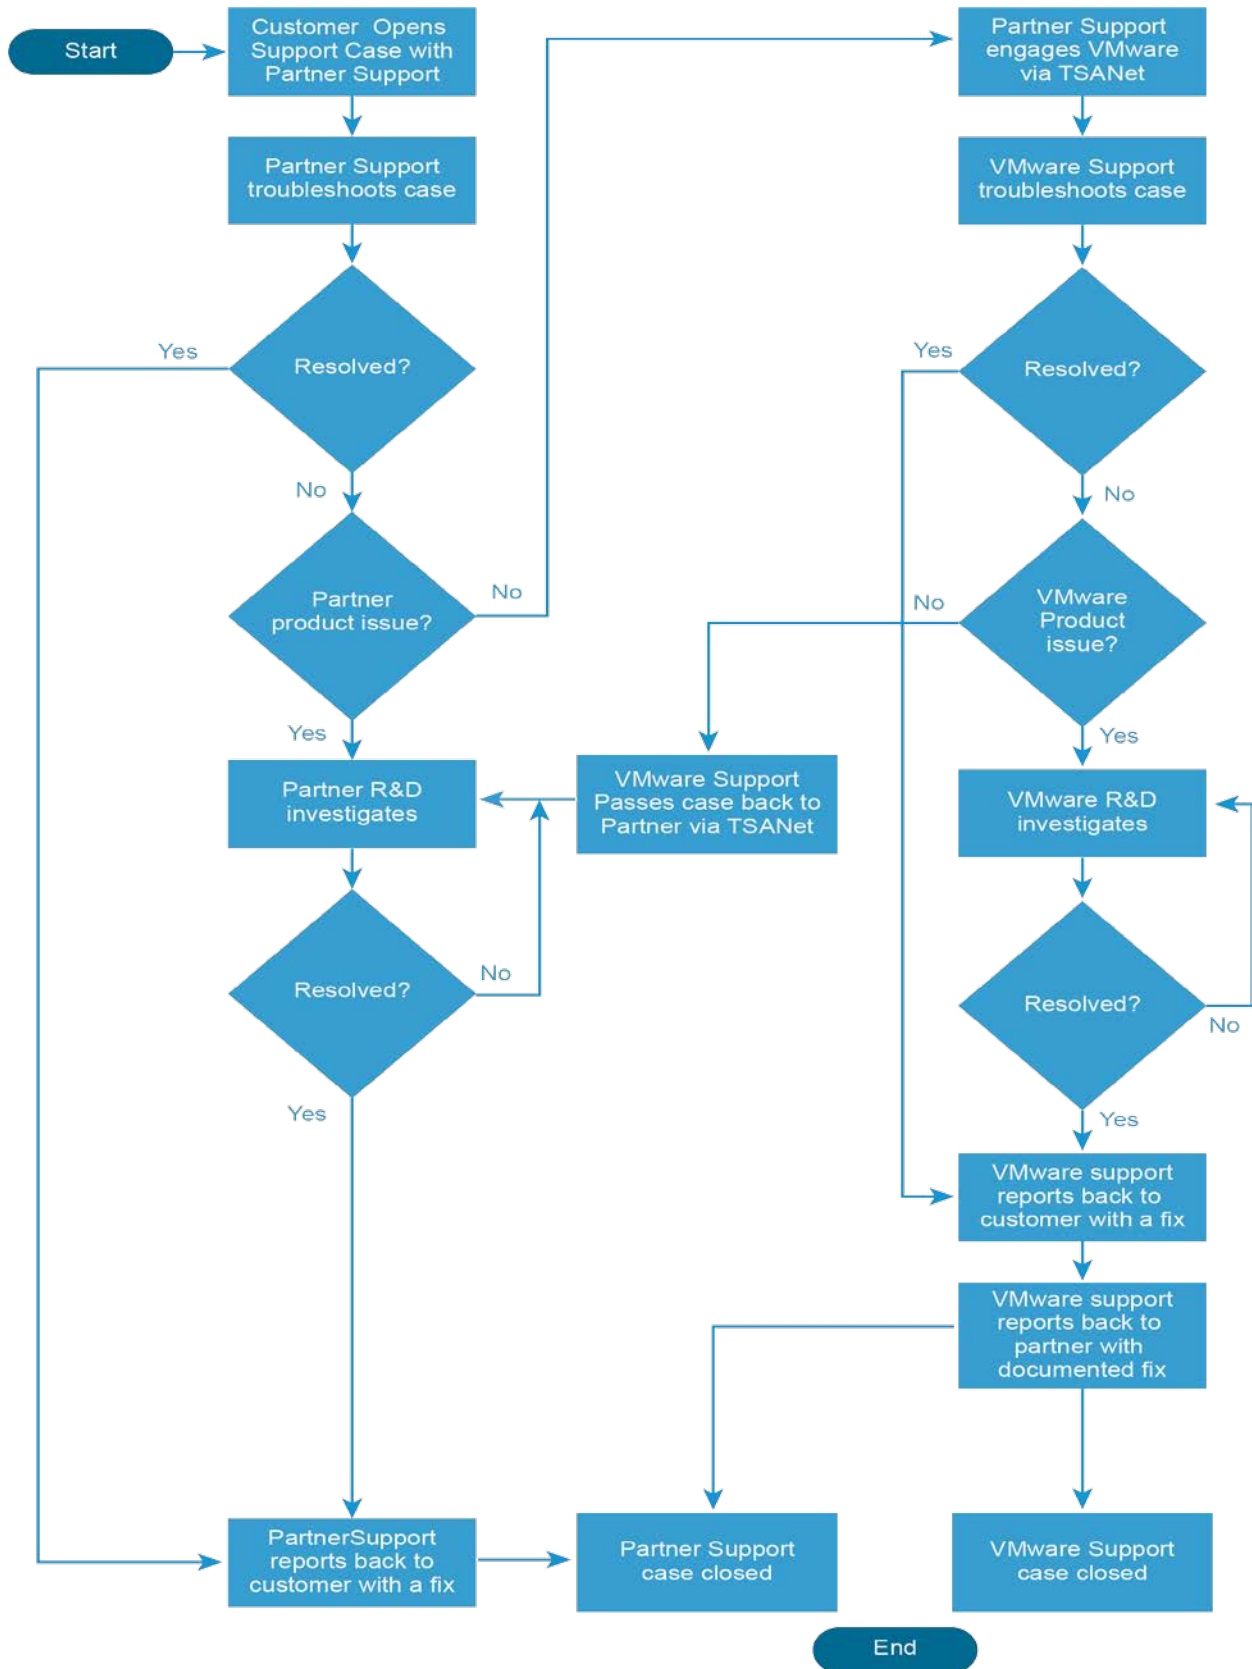 Start
Customer  Opens
Support Case with
Partner Support
Partner Support
troubleshoots case
Resolved?
Yes
No
Partner
product issue?
No
Yes
Partner R&D
investigates
Resolved?
No
Yes
PartnerSupport
reports back to
customer with a fix
VMware Support
Passes case back to
Partner via TSANet
Partner Support
case closed
Partner Support
engages VMware
via TSANet
VMware Support
troubleshoots case
Resolved?
Yes
No
VMware
Product
issue?
No
Yes
VMware R&D
investigates
Resolved?
No
Yes
VMware support
reports back to
customer with a fix
VMware support
reports back to
partner with
documented fix
VMware Support
case closed
End